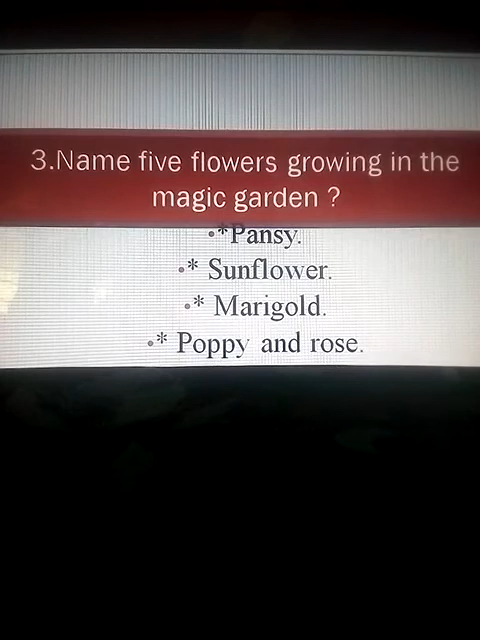 3.Name five flowers growing in the
magic garden ?
•*Pansy.
•* Sunflower.
•* Marigold.
•* Poppy and rose.